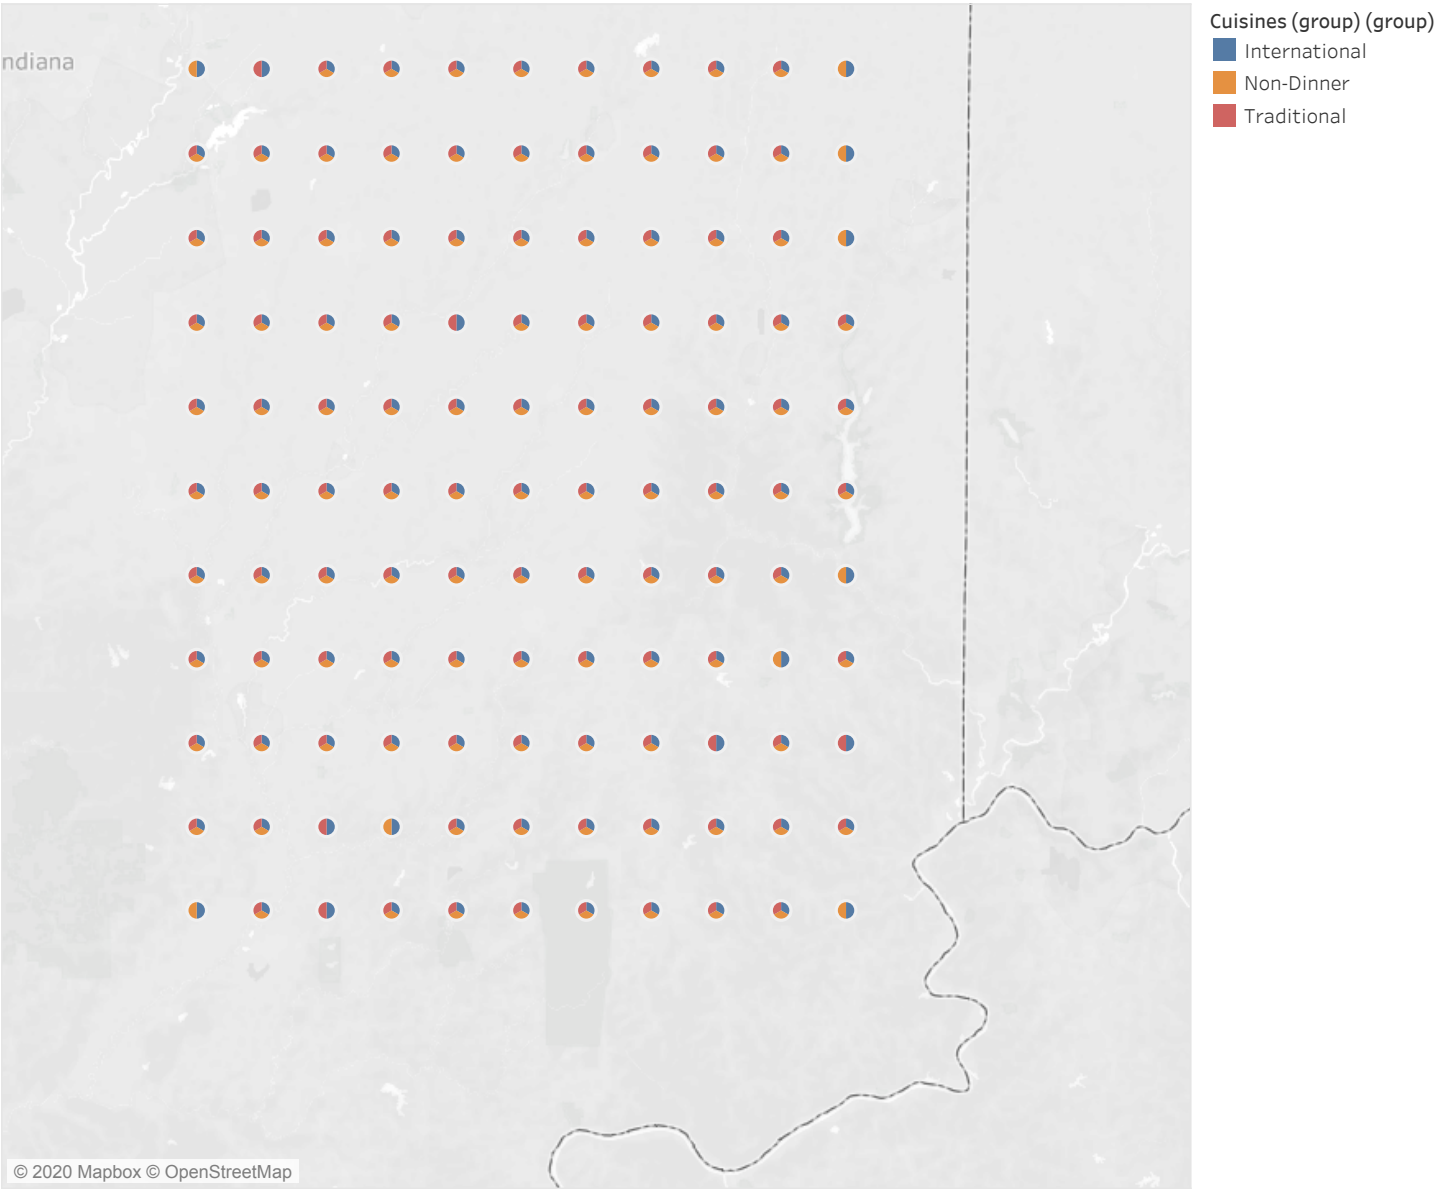 ndiana
Cuisines (group) (group)
International
Non-Dinner
Traditional
© 2020 Mapbox © OpenStreetMap